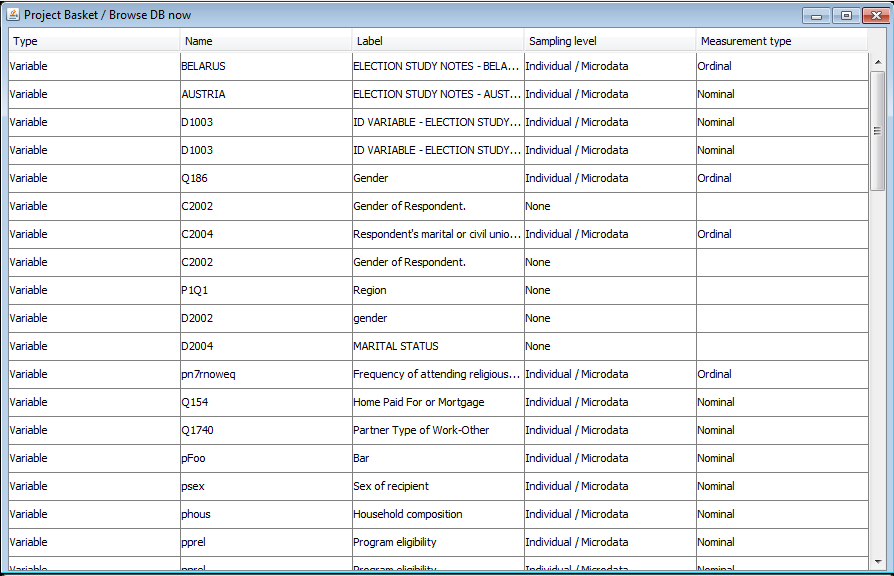 Project Basket / Browse DB now
Type Name Label Sampling level Measurement type
Variable BELARUS ELECTION STUDY NOTES - BELA... Individual / Microdata Ordinal
Variable AUSTRIA ELECTION STUDY NOTES - AUST... Individual / Microdata Nominal
Variable D1003 ID VARIABLE - ELECTION STUDY... Individual / Microdata Nominal
Variable D1003 ID VARIABLE - ELECTION STUDY... Individual / Microdata Nominal
Variable Q186 Gender Individual / Microdata Ordinal
Variable C2002 Gender of Respondent. None
Variable C2004 Respondent's marital or civil unio... Individual / Microdata Ordinal
Variable C2002 Gender of Respondent. None
Variable P1Q1 Region None
Variable D2002 gender None
Variable D2004 MARITAL STATUS None
Variable pn7rnoweq Frequency of attending religious... Individual / Microdata Ordinal
Variable Q154 Home Paid For or Mortgage Individual / Microdata Nominal
Variable Q1740 Partner Type of Work-Other Individual / Microdata Nominal
Variable pFoo Bar Individual / Microdata Nominal
Variable psex Sex of recipient Individual / Microdata Nominal
Variable phous Household composition Individual / Microdata Nominal
Variable pprel Program eligibility Individual / Microdata Nominal
Variable pprel Program eligibility Individual / Microdata Nominal